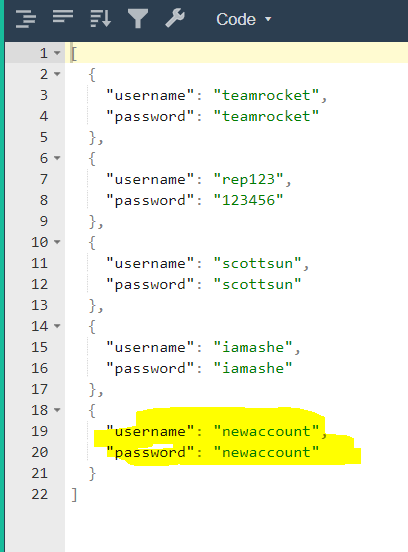 Code
1 [
2 {
3 "username": "teamrocket",
4 "password": "teamrocket"
5 },
6 {
7 "username": "rep123",
8 "password": "123456"
9 },
10 {
11 "username": "scottsun",
12 "password": "scottsun"
13 },
14 {
15 "username": "iamashe",
16 "password": "iamashe"
17 },
18 {
19 "username": "newaccount",
20 "password": "newaccount"
21 }
22 ]